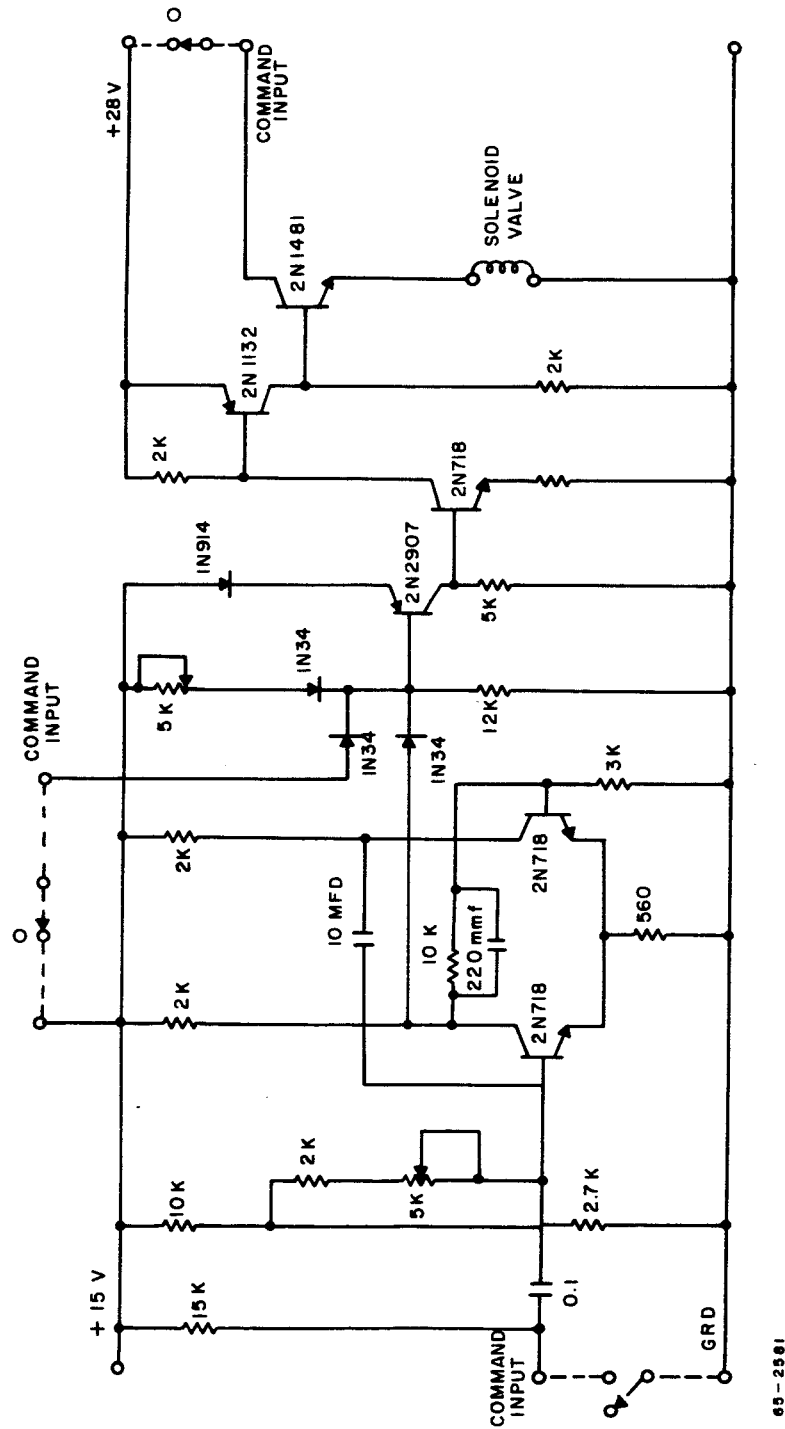 +15V
15K
10K
2K
5K
2.7K
COMMAND
INPUT
0.1
GRD
2K
10 MFD
10 K
220 mmf
2N718
2N718
560
3K
2K
COMMAND
INPUT
1N34
1N34
5K
1N34
12K
1N914
2N2907
5K
2K
2N718
2N1132
2K
2N1481
SOLENOID
VALVE
+28V
COMMAND
INPUT
65-2581